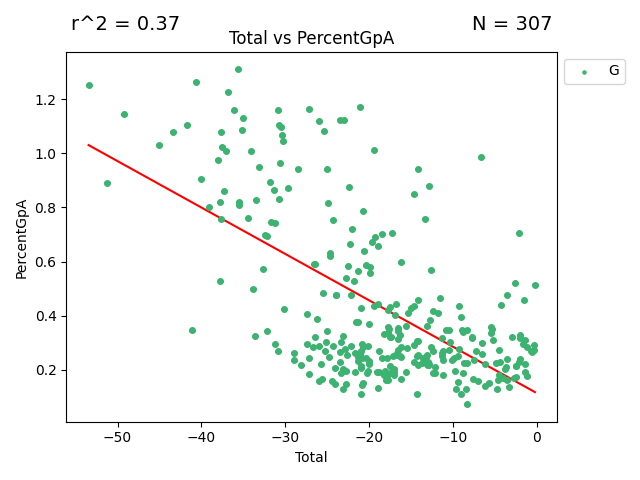 r^2 = 0.37
N = 307
Total vs PercentGpA
G
PercentGpA
1.2
1.0
0.8
0.6
0.4
0.2
−50
−40
−30
−20
−10
0
Total